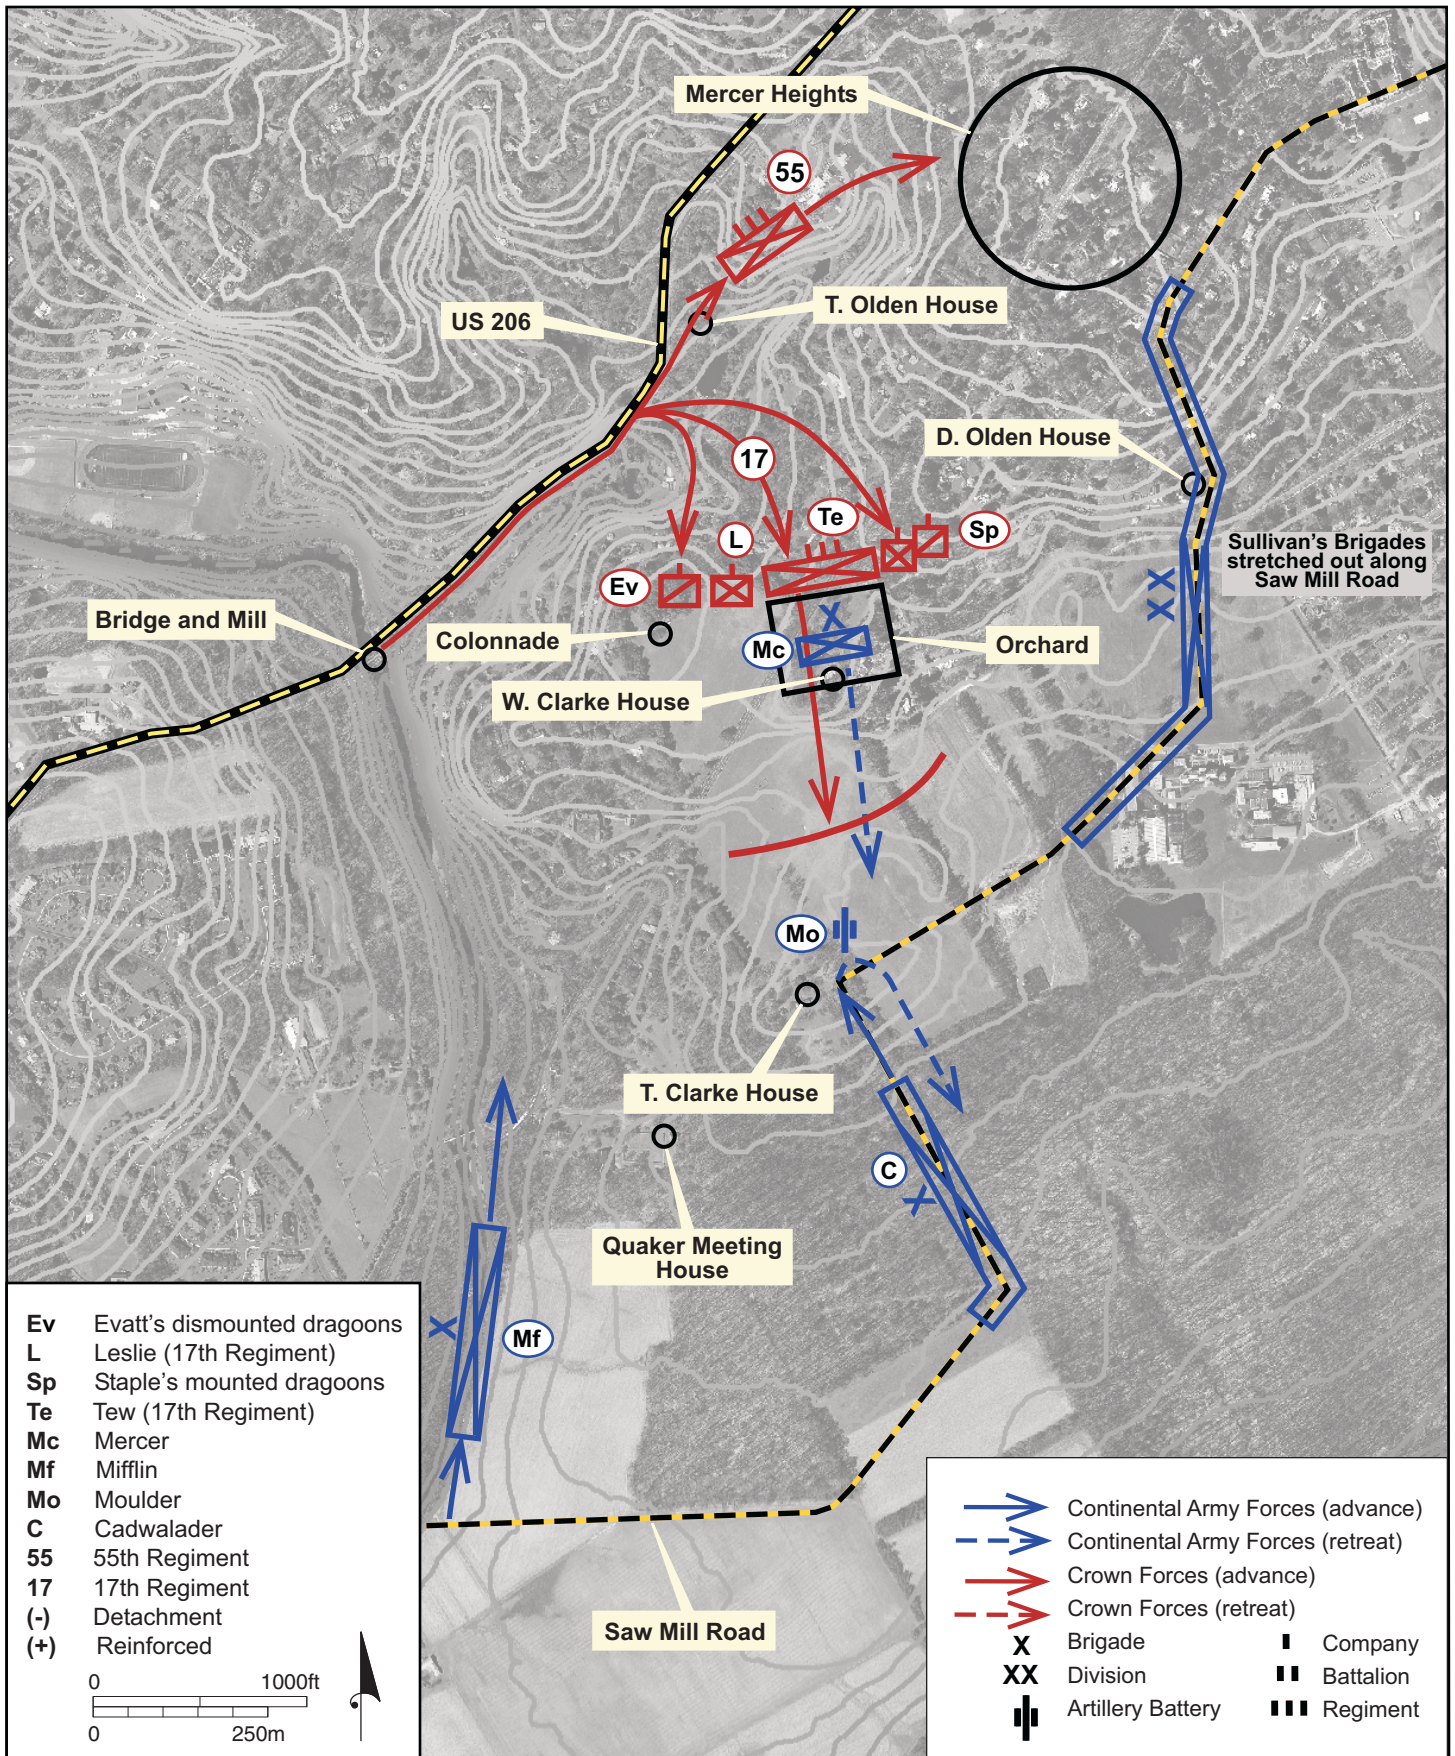 Mercer Heights
55
US 206
T. Olden House
D. Olden House
17
Te
L
Sp
Ev
Sullivan's Brigades
stretched out along
Saw Mill Road
XX
Bridge and Mill
Colonnade
X
Mc
Orchard
W. Clarke House
Mo
T. Clarke House
C
X
Quaker Meeting
House
X
Mf
Saw Mill Road
Ev Evatt's dismounted dragoons
L Leslie (17th Regiment)
Sp Staple's mounted dragoons
Te Tew (17th Regiment)
Mc Mercer
Mf Mifflin
Mo Moulder
C Cadwalader
55 55th Regiment
17 17th Regiment
(-) Detachment
(+) Reinforced
0 1000ft
0 250m
Continental Army Forces (advance)
Continental Army Forces (retreat)
Crown Forces (advance)
Crown Forces (retreat)
X Brigade
Company
XX Division
Battalion
Artillery Battery
Regiment